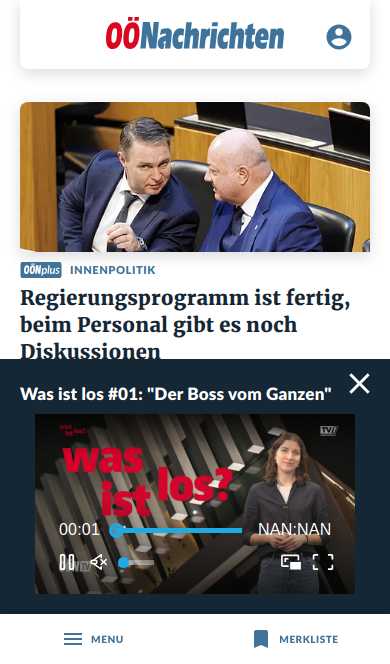 OÖNachrichten
OÖNplus INNENPOLITIK
Regierungsprogramm ist fertig,
beim Personal gibt es noch
Diskussionen
Was ist los #01: "Der Boss vom Ganzen"
was
ist los?
00:01 NAN:NAN
MENU MERKLISTE